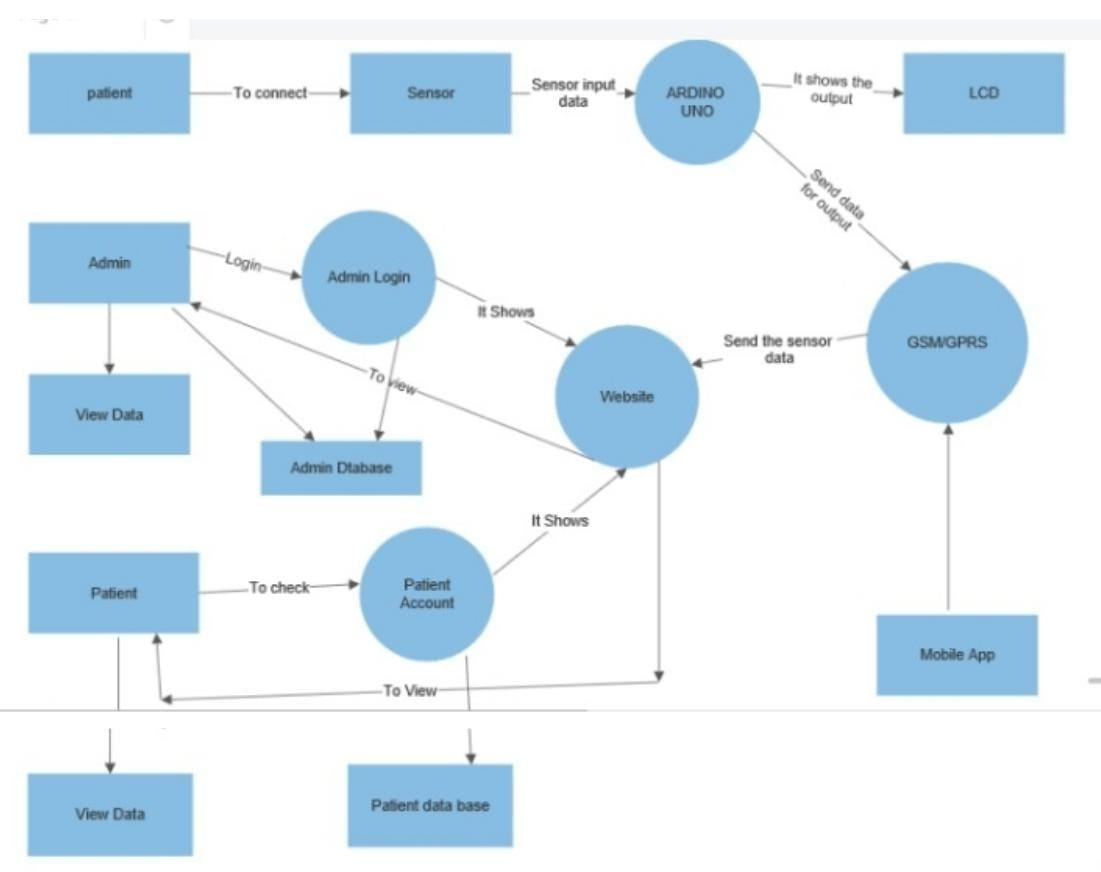 patient
To connect
Sensor
Sensor input
data
ARDINO
UNO
It shows the
output
LCD
Send data
for output
Admin
Login
Admin Login
It Shows
Website
Send the sensor
data
GSM/GPRS
To view
View Data
Admin Dtabase
It Shows
Patient
To check
Patient
Account
Mobile App
To View
View Data
Patient data base